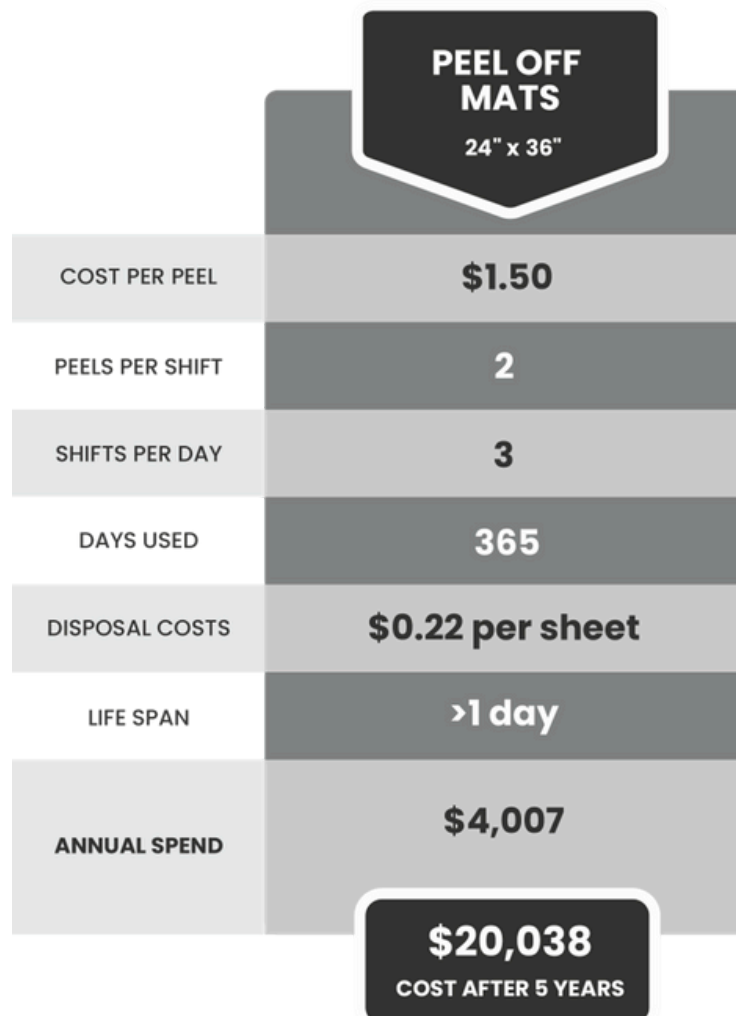 PEEL OFF
MATS
24" x 36"
COST PER PEEL $1.50
PEELS PER SHIFT 2
SHIFTS PER DAY 3
DAYS USED 365
DISPOSAL COSTS $0.22 per sheet
LIFE SPAN >1 day
ANNUAL SPEND $4,007
$20,038
COST AFTER 5 YEARS